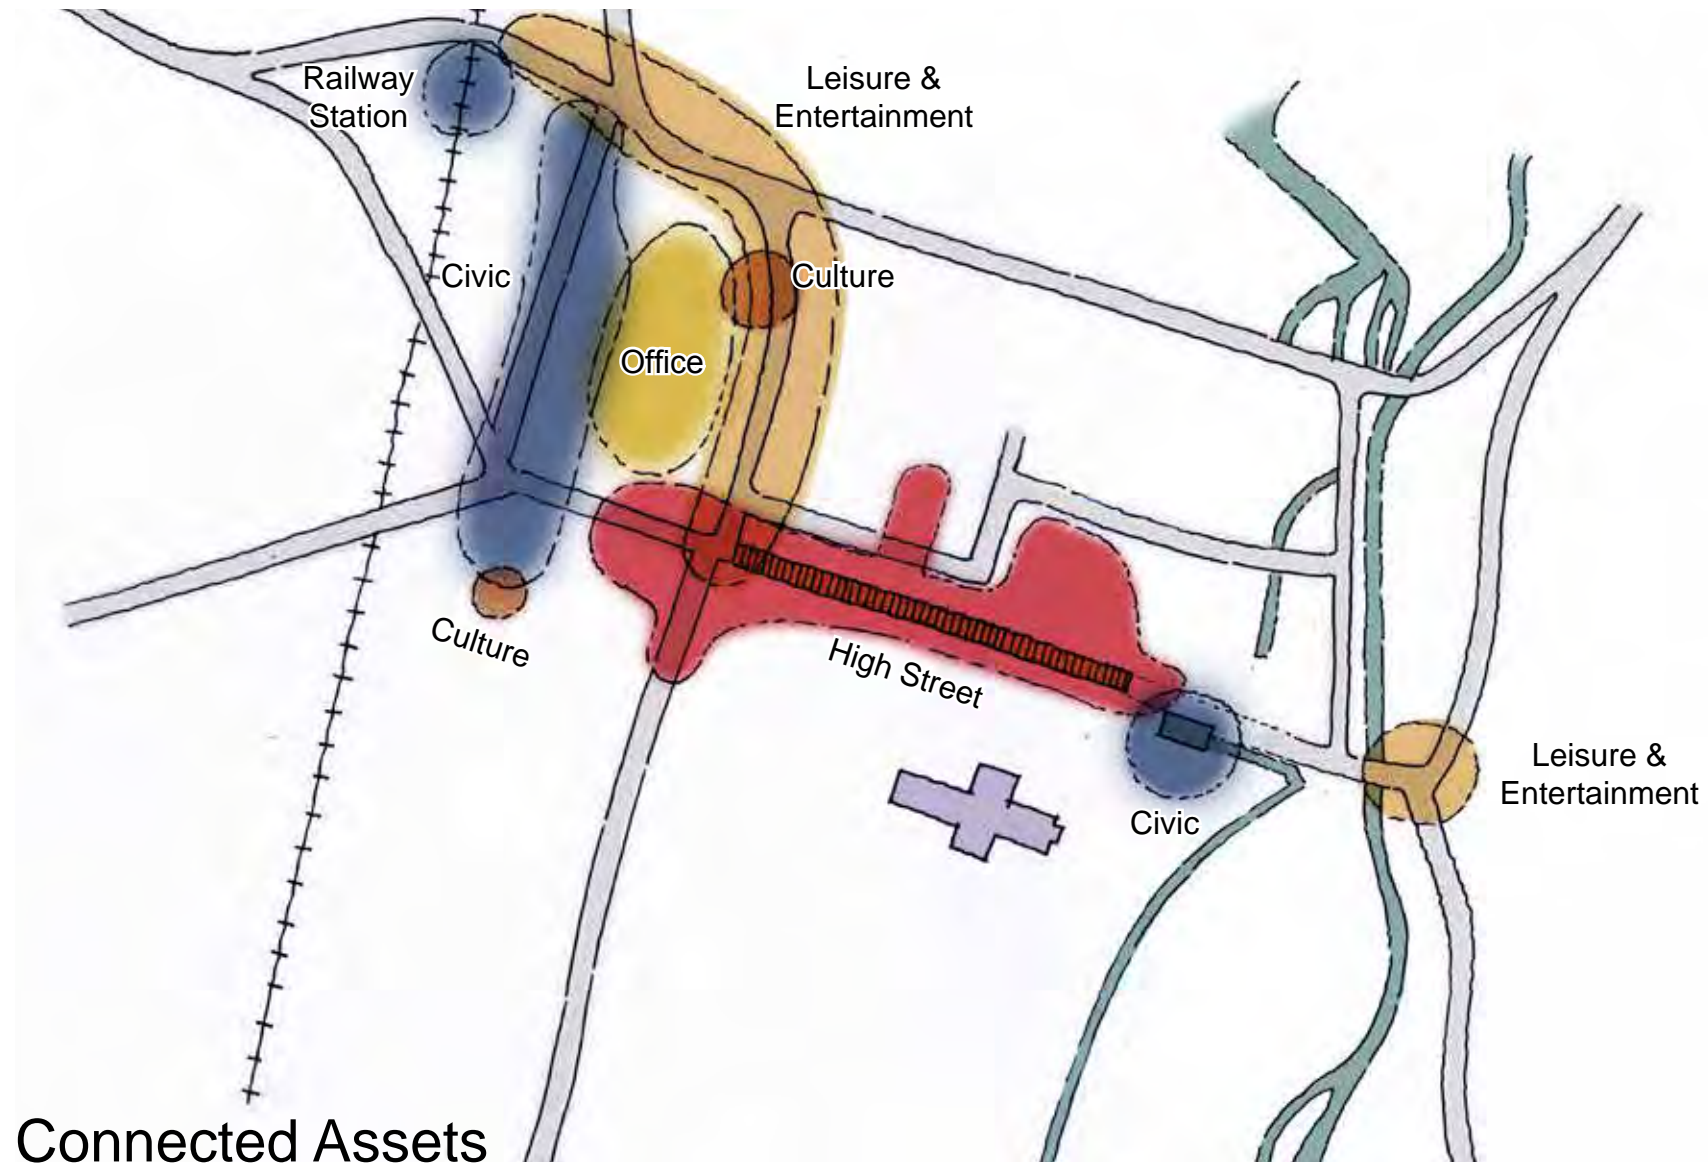 Railway
Station
Leisure &
Entertainment
Civic
Culture
Office
Culture
High Street
Civic
Leisure &
Entertainment
Connected Assets